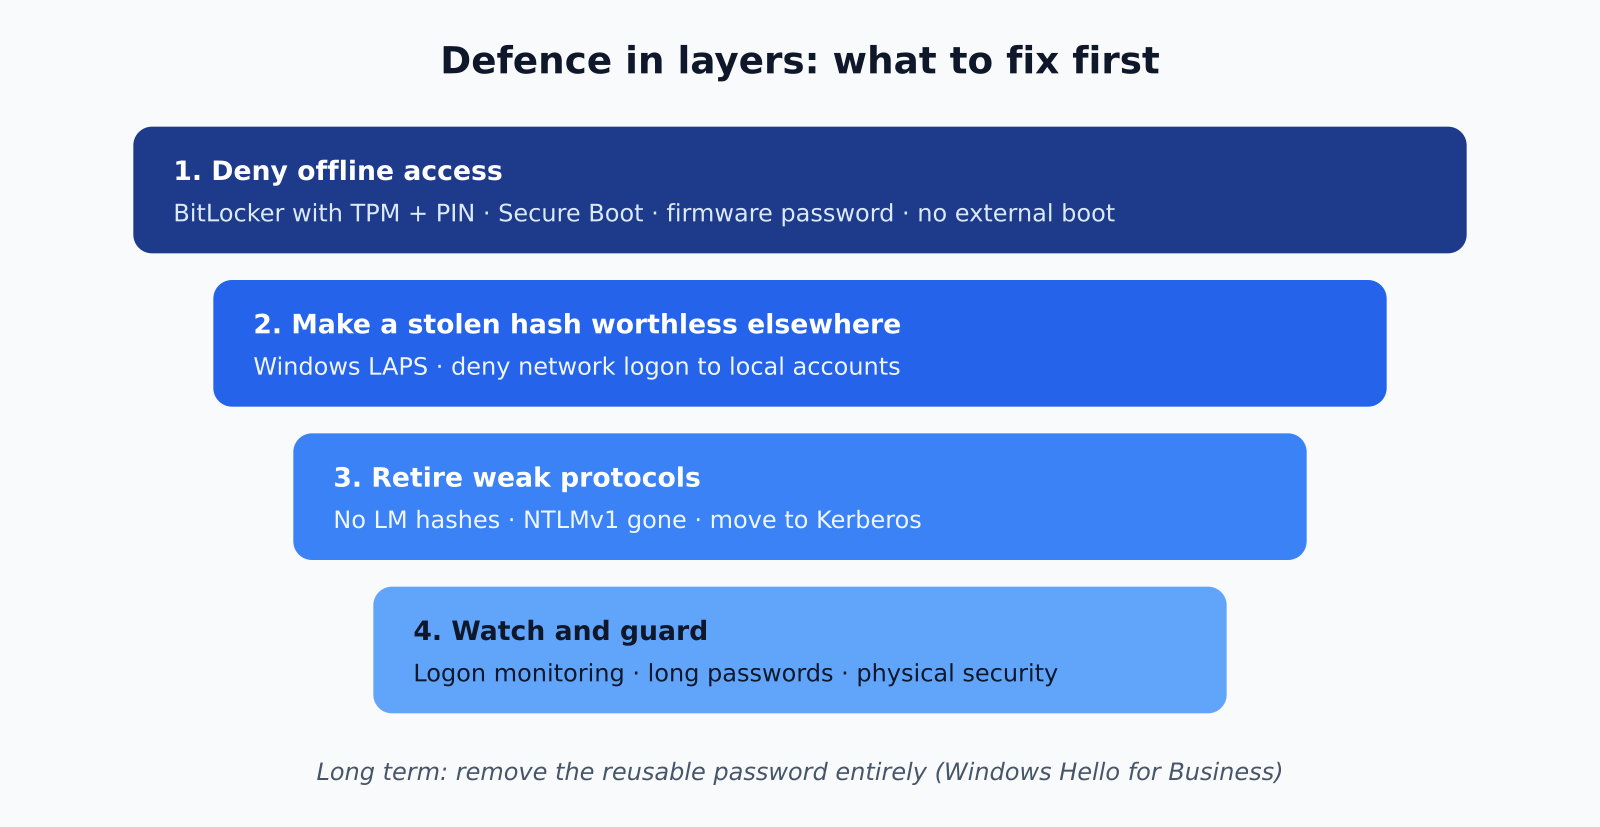 Defence in layers: what to fix first
1. Deny offline access
BitLocker with TPM + PIN · Secure Boot · firmware password · no external boot
2. Make a stolen hash worthless elsewhere
Windows LAPS · deny network logon to local accounts
3. Retire weak protocols
No LM hashes · NTLMv1 gone · move to Kerberos
4. Watch and guard
Logon monitoring · long passwords · physical security
Long term: remove the reusable password entirely (Windows Hello for Business)